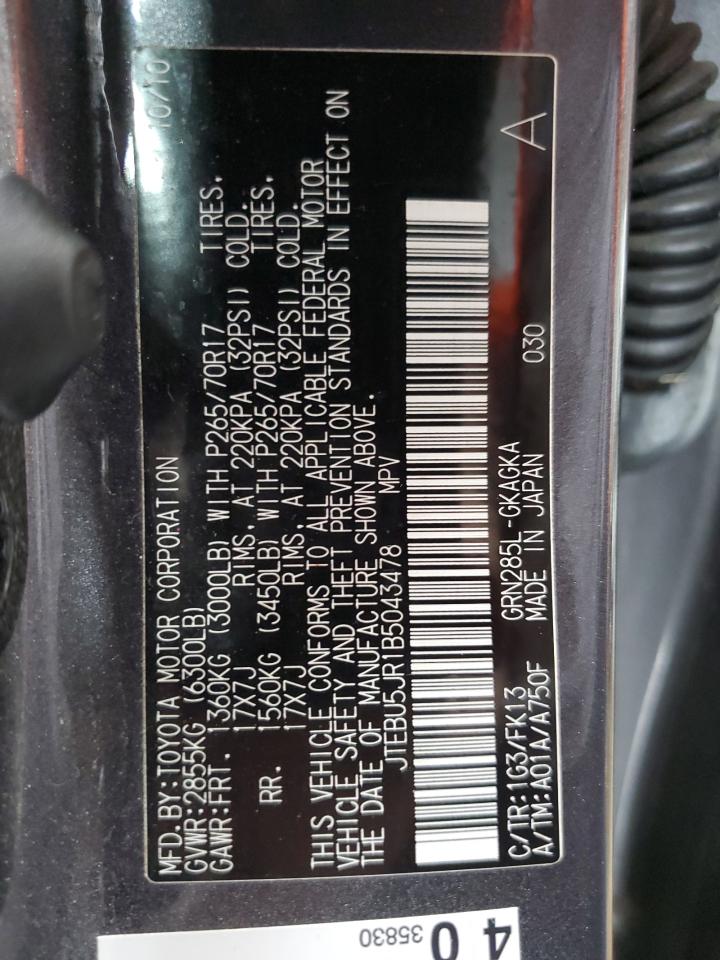 MFD.BY:TOYOTA MOTOR CORPORATION 10/10
GVWR:2855KG (6300LB)
GAWR:FRT. 1360KG (3000LB) WITH P265/70R17 TIRES.
17X7J RIMS, AT 220KPA (32PSI) COLD.
RR. 1560KG (3450LB) WITH P265/70R17 TIRES.
17X7J RIMS, AT 220KPA (32PSI) COLD.
THIS VEHICLE CONFORMS TO ALL APPLICABLE FEDERAL MOTOR
VEHICLE SAFETY AND THEFT PREVENTION STANDARDS IN EFFECT ON
THE DATE OF MANUFACTURE SHOWN ABOVE.
JTEBU5JR1B5043478 MPV
C/TR:1G3/FK13 GRN285L-GKAGKA
A/TM:A01A/A750F MADE IN JAPAN 030 A
40
35830